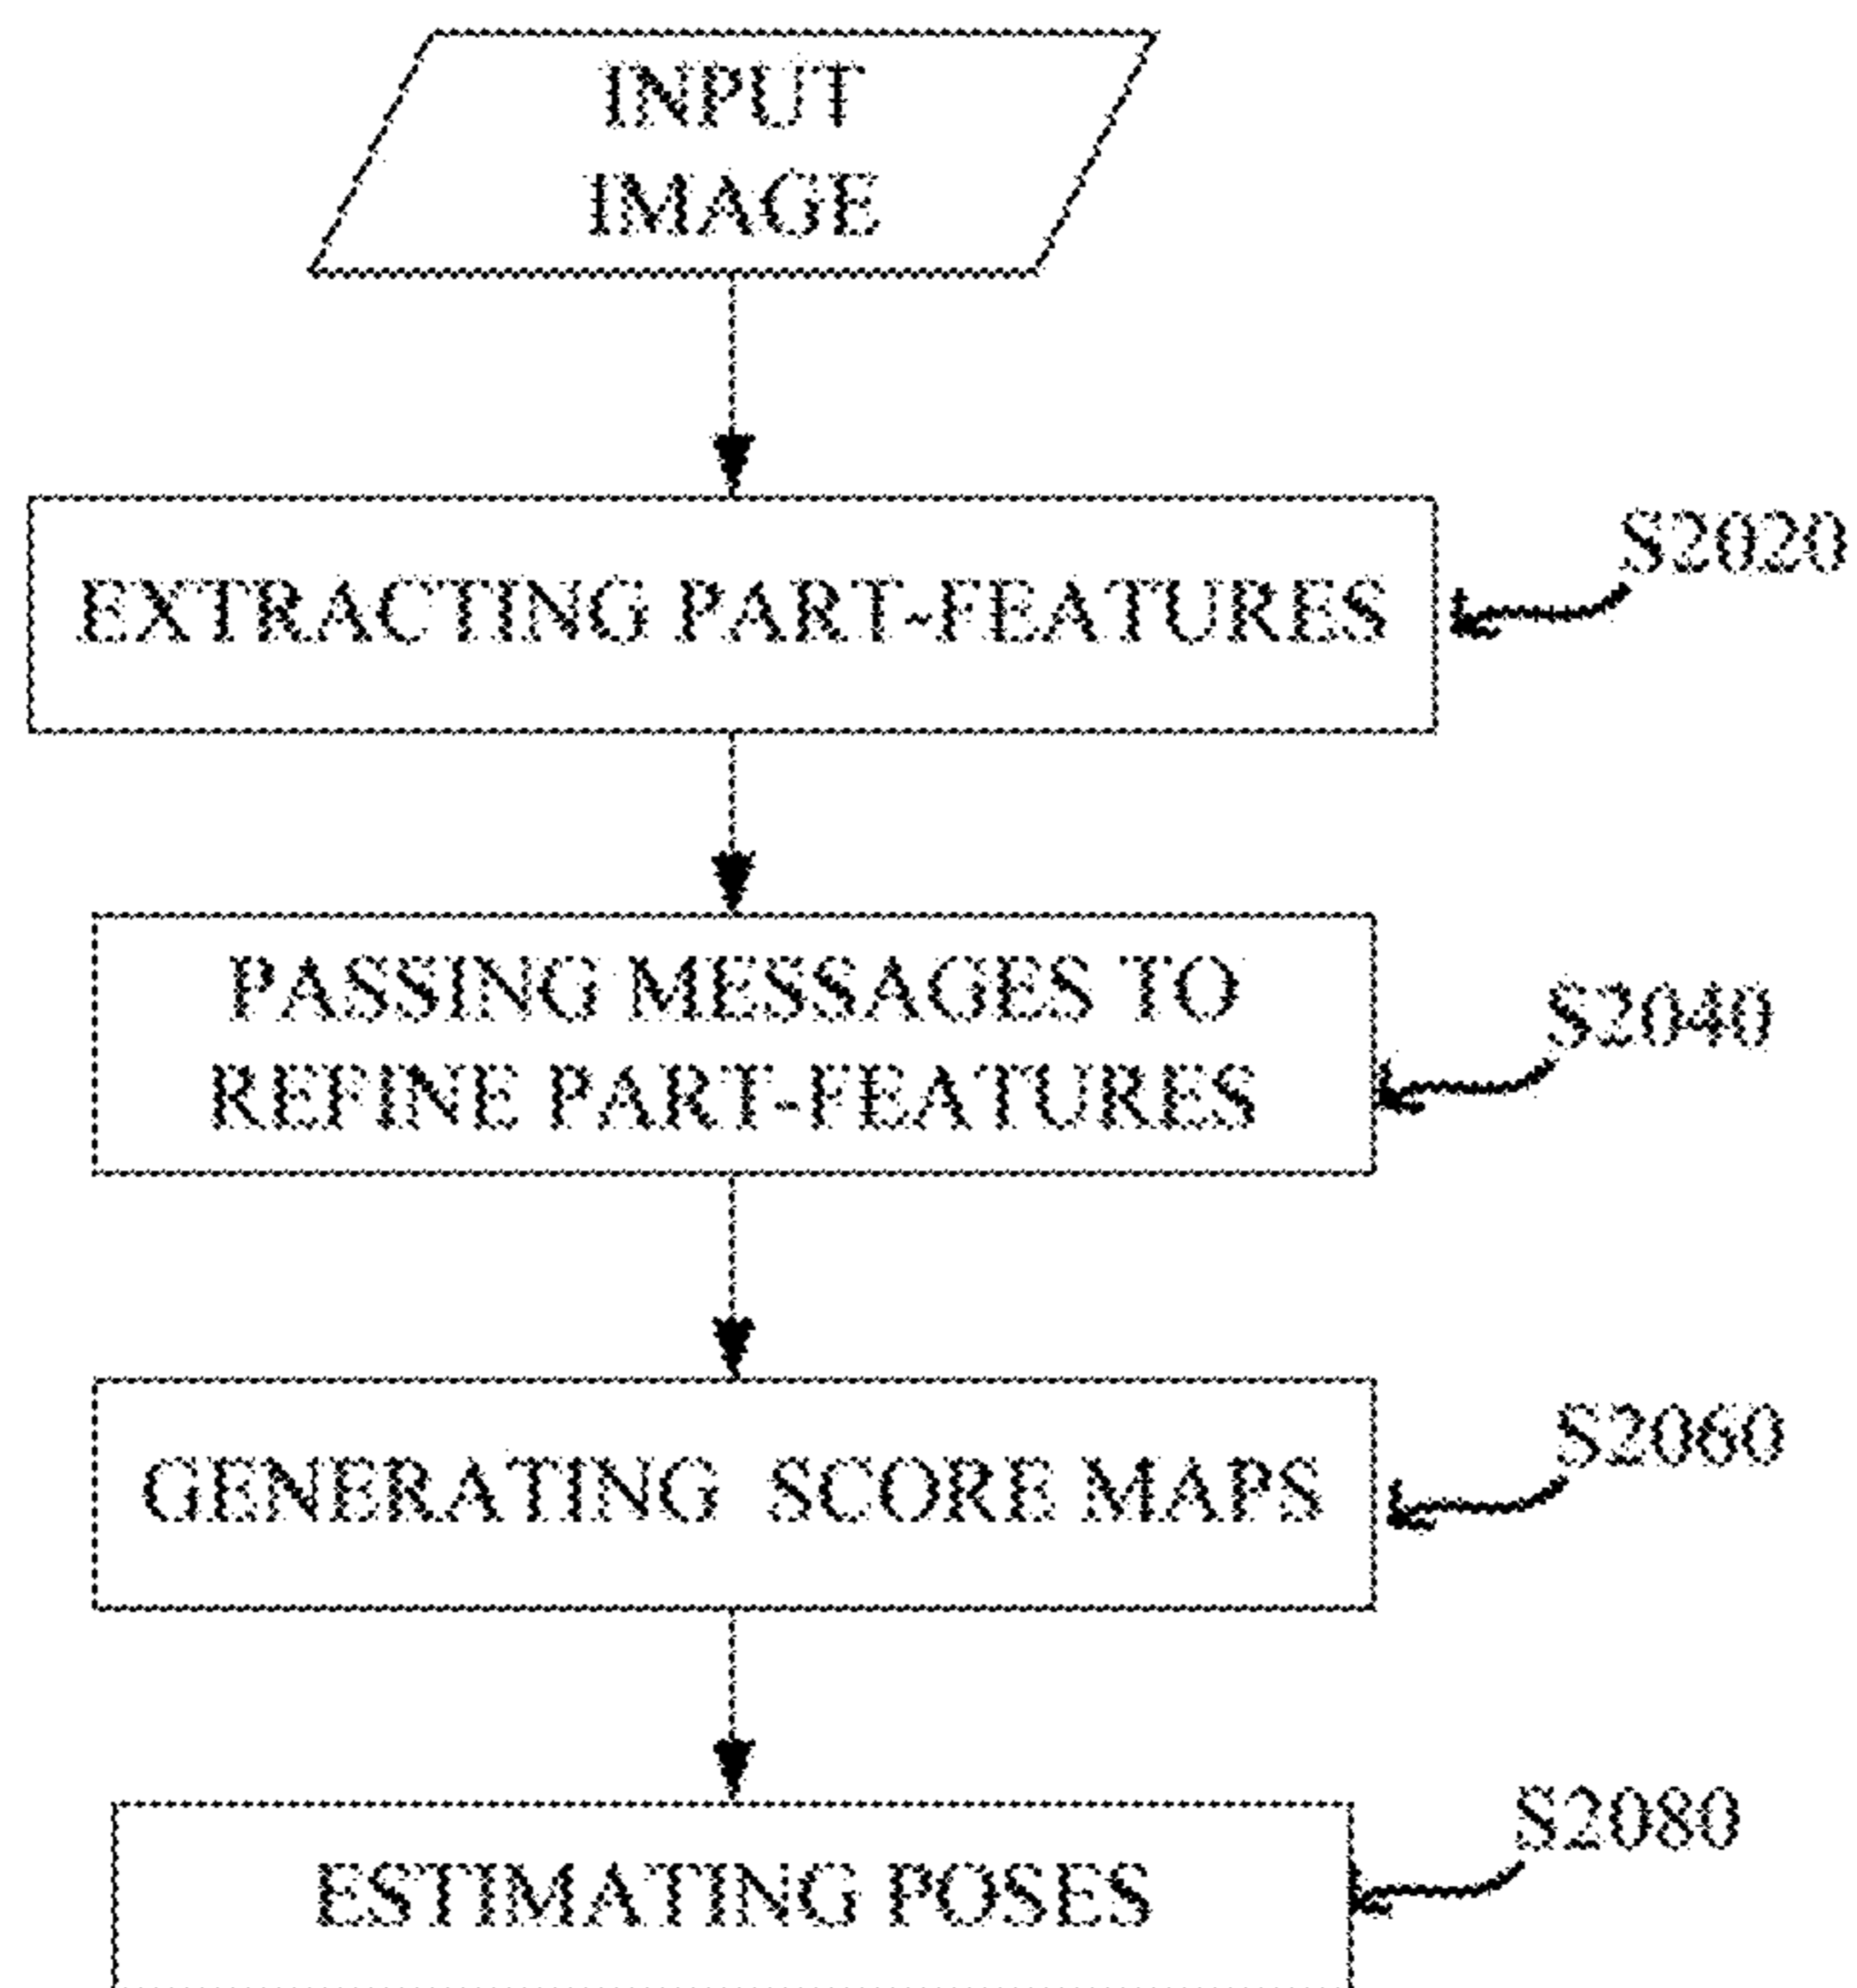 INPUT
IMAGE
S2020
EXTRACTING PART-FEATURES
PASSING MESSAGES TO
S2040
REFINE PART-FEATURES
S2060
GENERATING SCORE MAPS
S2080
ESTIMATING POSES